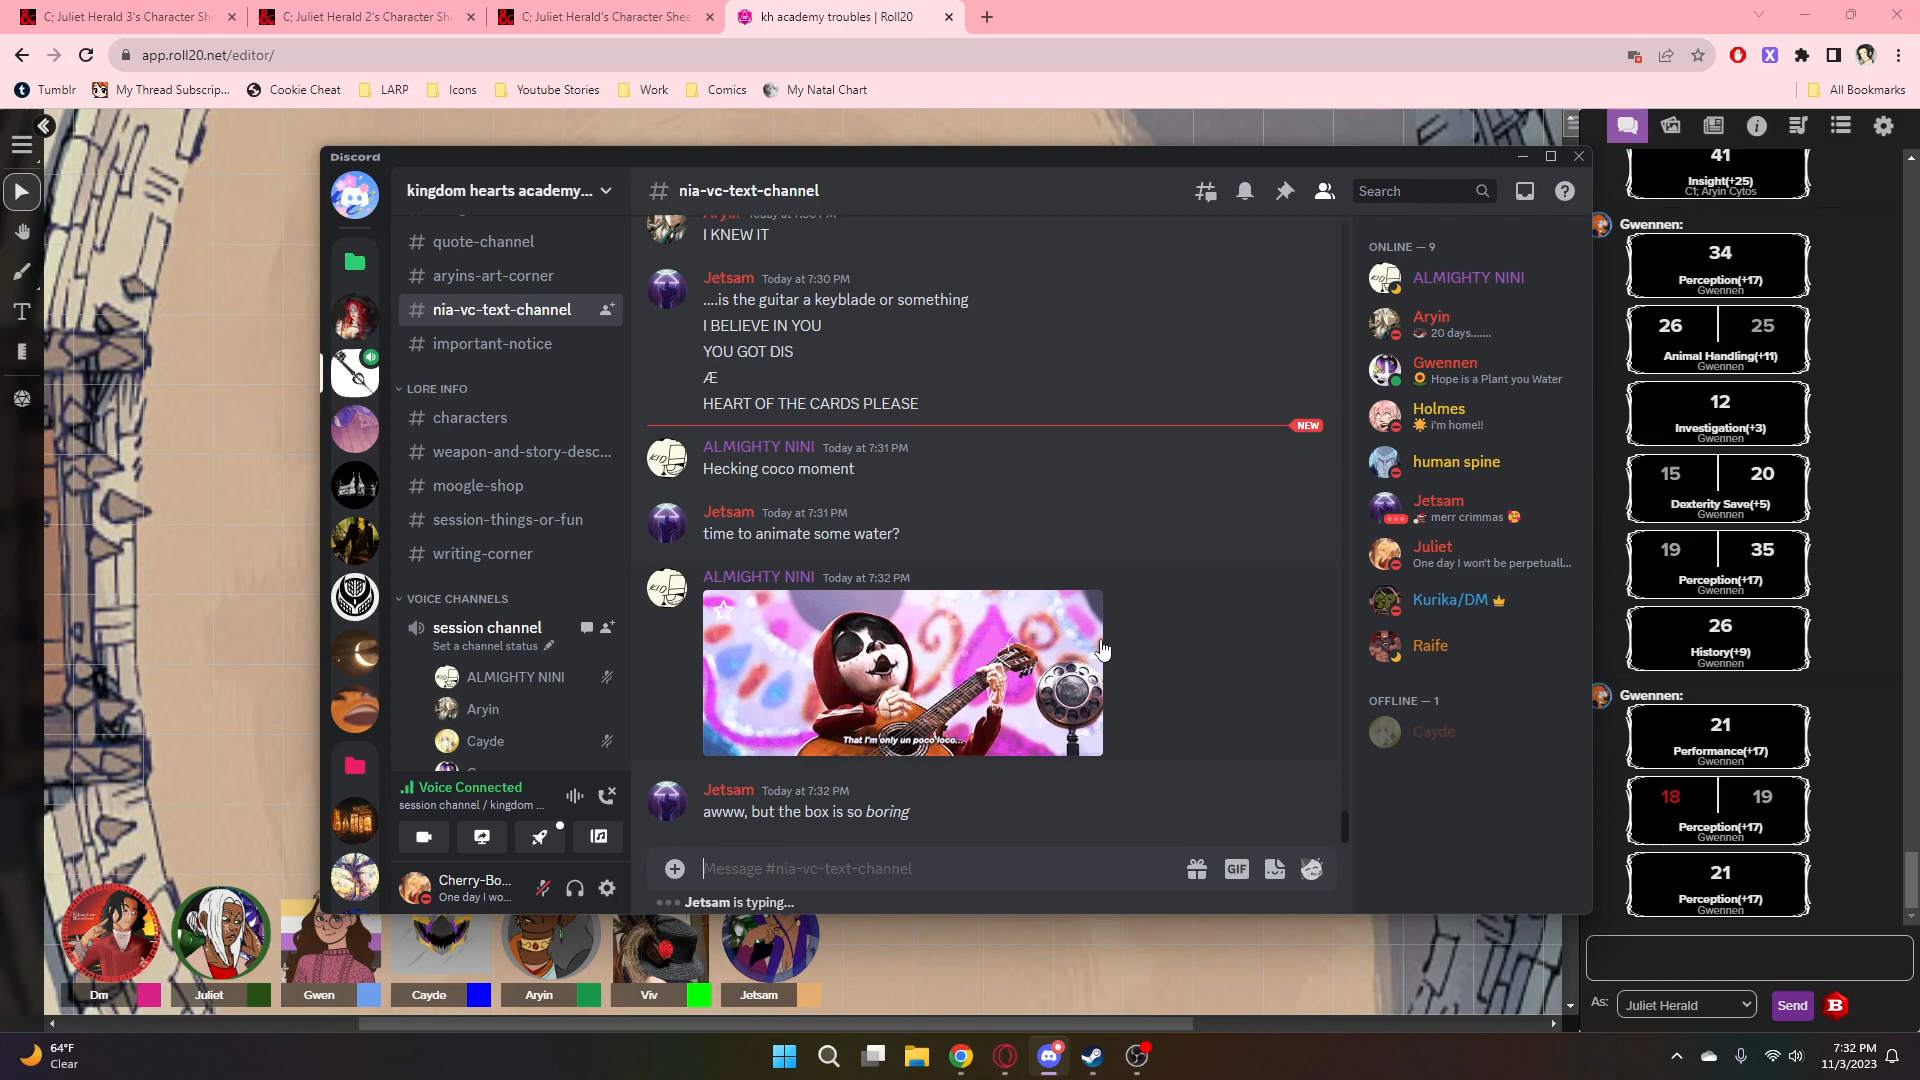 C; Juliet Herald 3's Character Sh
C; Juliet Herald 2's Character Sh
C; Juliet Herald's Character Shee
kh academy troubles | Roll20
app.roll20.net/editor/
Tumblr
My Thread Subscrip...
Cookie Cheat
LARP
Icons
Youtube Stories
Work
Comics
My Natal Chart
All Bookmarks
Discord
kingdom hearts academy...
quote-channel
aryins-art-corner
nia-vc-text-channel
important-notice
LORE INFO
characters
weapon-and-story-desc...
moogle-shop
session-things-or-fun
writing-corner
VOICE CHANNELS
session channel
Set a channel status
ALMIGHTY NINI
Aryin
Cayde
Voice Connected
session channel / kingdom ...
Cherry-Bo...
One day I wo...
nia-vc-text-channel
Search
Aryin Today at 7:30 PM
I KNEW IT
Jetsam Today at 7:30 PM
....is the guitar a keyblade or something
I BELIEVE IN YOU
YOU GOT DIS
Æ
HEART OF THE CARDS PLEASE
NEW
ALMIGHTY NINI Today at 7:31 PM
Hecking coco moment
Jetsam Today at 7:31 PM
time to animate some water?
ALMIGHTY NINI Today at 7:32 PM
That I'm only un poco loco...
Jetsam Today at 7:32 PM
awww, but the box is so boring
Message #nia-vc-text-channel
GIF
Jetsam is typing...
ONLINE — 9
ALMIGHTY NINI
Aryin
20 days.......
Gwennen
Hope is a Plant you Water
Holmes
i'm home!!
human spine
Jetsam
merr crimmas
Juliet
One day I won't be perpetuall...
Kurika/DM
Raife
OFFLINE — 1
Cayde
41
Insight(+25)
C1; Aryin Cytos
Gwennen:
34
Perception(+17)
Gwennen
26 25
Animal Handling(+11)
Gwennen
12
Investigation(+3)
Gwennen
15 20
Dexterity Save(+5)
Gwennen
19 35
Perception(+17)
Gwennen
26
History(+9)
Gwennen
Gwennen:
21
Performance(+17)
Gwennen
18 19
Perception(+17)
Gwennen
21
Perception(+17)
Gwennen
As:
Juliet Herald
Send
B
Dm
Juliet
Gwen
Cayde
Aryin
Viv
Jetsam
64°F
Clear
7:32 PM
11/3/2023